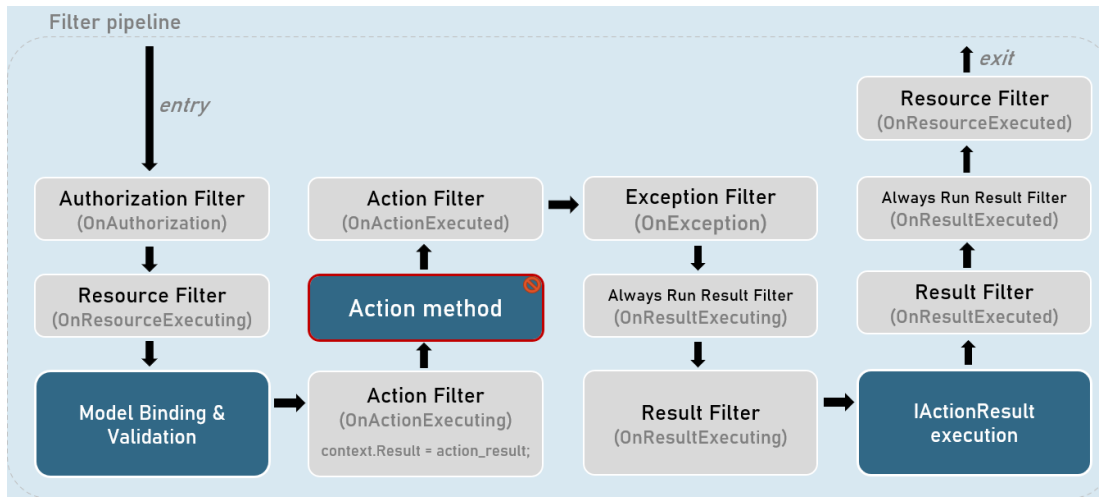 Filter pipeline
entry
Authorization Filter
(OnAuthorization)
Resource Filter
(OnResourceExecuting)
Model Binding &
Validation
Action Filter
(OnActionExecuting)
context.Result = action_result;
Action method
Action Filter
(OnActionExecuted)
Exception Filter
(OnException)
Always Run Result Filter
(OnResultExecuting)
Result Filter
(OnResultExecuting)
IActionResult
execution
Result Filter
(OnResultExecuted)
Always Run Result Filter
(OnResultExecuted)
Resource Filter
(OnResourceExecuted)
exit